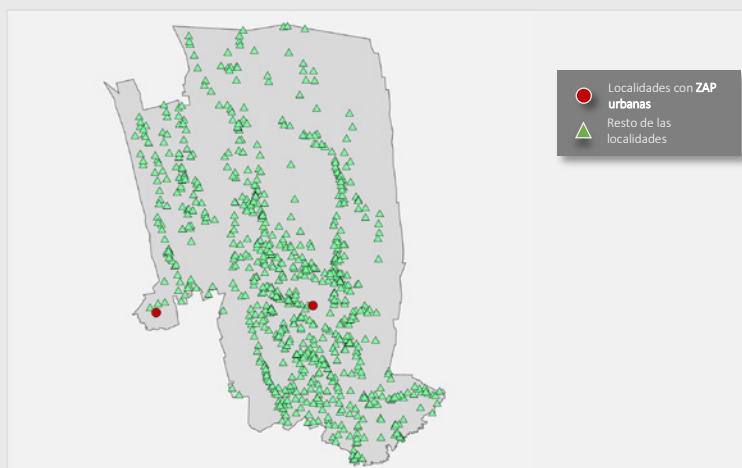 Localidades con ZAP
urbanas
Resto de las
localidades